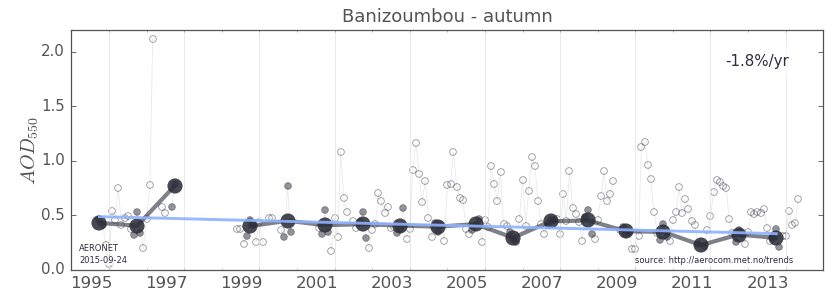 Banizoumbou - autumn
-1.8%/yr
AOD550
2.0
1.5
1.0
0.5
0.0
AERONET
2015-09-24
source: http://aerocom.met.no/trends
1995 1997 1999 2001 2003 2005 2007 2009 2011 2013